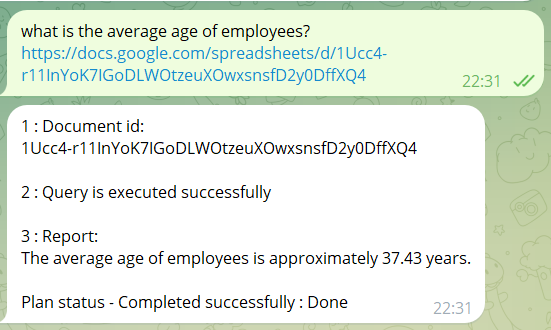 what is the average age of employees?
https://docs.google.com/spreadsheets/d/1Ucc4-
r11InYoK7IGoDLWOtzeuXOwxsnsfD2y0DffXQ4
22:31
1 : Document id:
1Ucc4-r11InYoK7IGoDLWOtzeuXOwxsnsfD2y0DffXQ4
2 : Query is executed successfully
3 : Report:
The average age of employees is approximately 37.43 years.
Plan status - Completed successfully : Done
22:31